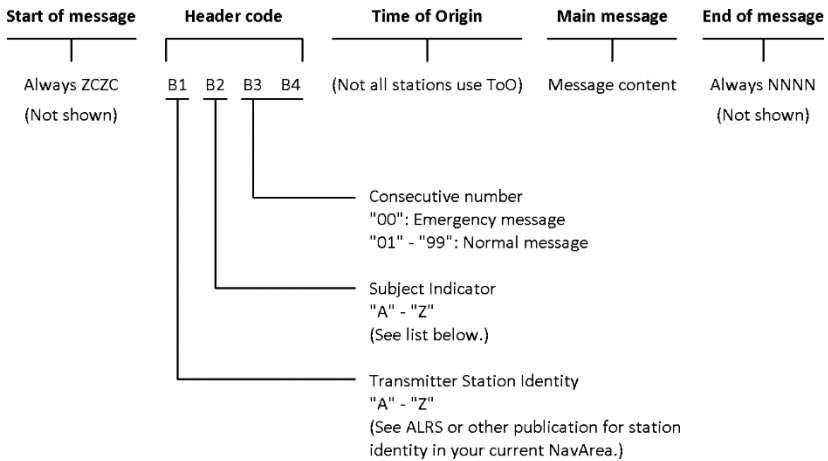 Start of message Header code Time of Origin Main message End of message
Always ZCZC B1 B2 B3 B4 (Not all stations use ToO) Message content Always NNNN
(Not shown) (Not shown)
Consecutive number
"00": Emergency message
"01" - "99": Normal message
Subject Indicator
"A" - "Z"
(See list below.)
Transmitter Station Identity
"A" - "Z"
(See ALRS or other publication for station
identity in your current NavArea.)